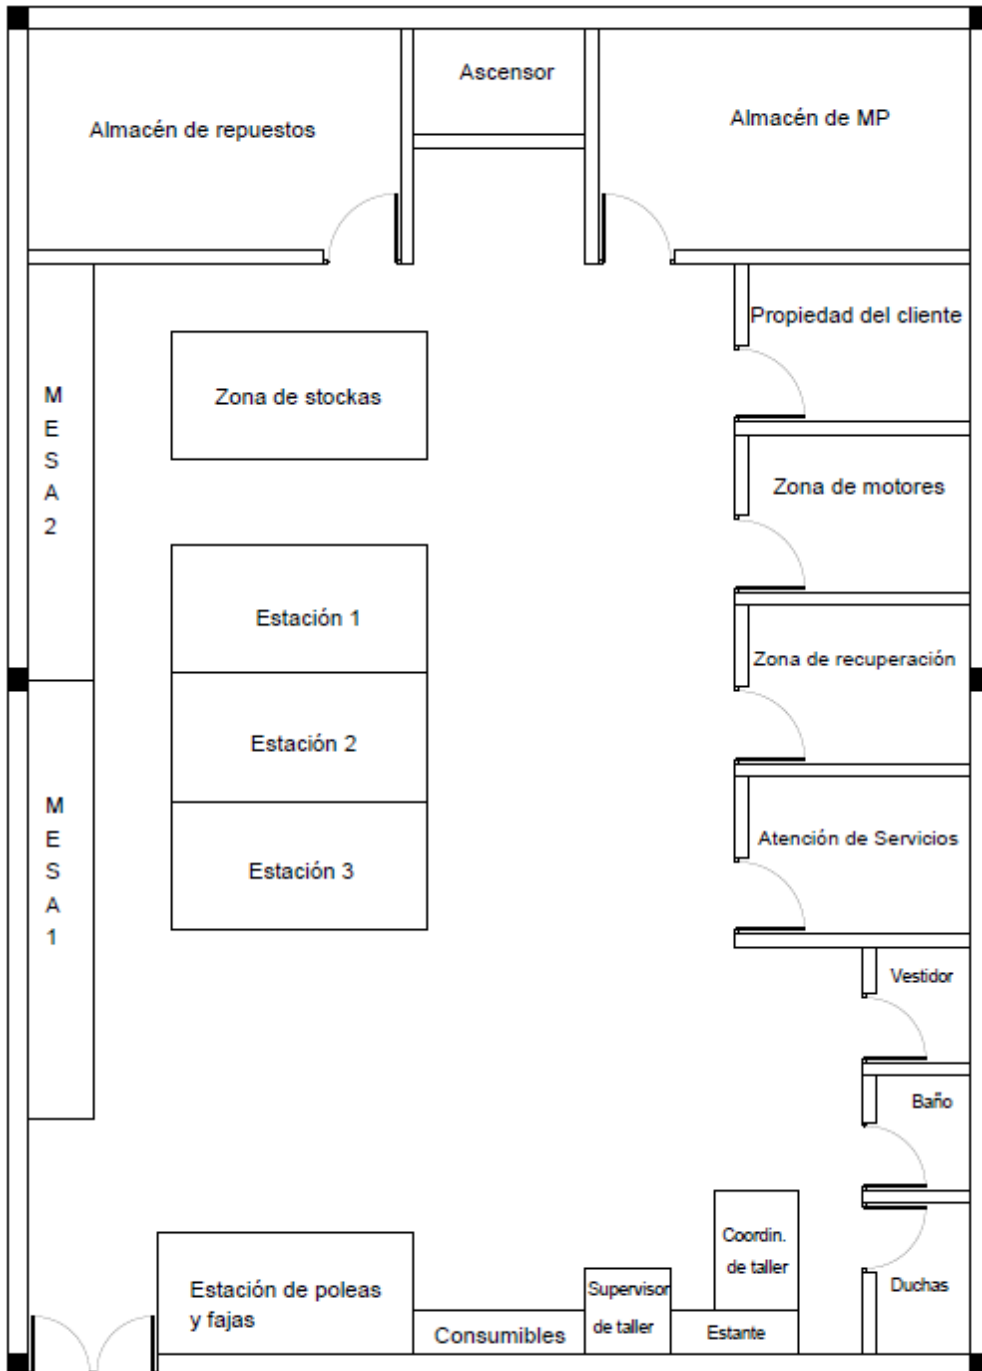 Ascensor
Almacén de repuestos
Almacén de MP
Propiedad del cliente
M
E
S
A
2
Zona de stockas
Zona de motores
Estación 1
Zona de recuperación
Estación 2
M
E
S
A
1
Estación 3
Atención de Servicios
Vestidor
Baño
Coordin.
de taller
Estación de poleas
y fajas
Supervisor
de taller
Duchas
Consumibles
Estante